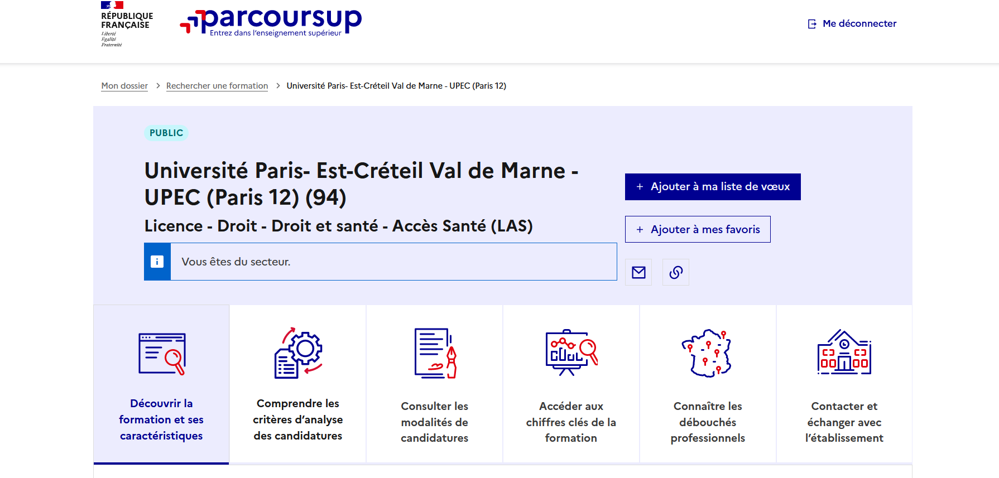 RÉPUBLIQUE
FRANÇAISE
Liberté
Égalité
Fraternité
parcoursup
Entrez dans l'enseignement supérieur
Me déconnecter
Mon dossier > Rechercher une formation > Université Paris- Est-Créteil Val de Marne - UPEC (Paris 12)
PUBLIC
Université Paris- Est-Créteil Val de Marne -
UPEC (Paris 12) (94)
Licence - Droit - Droit et santé - Accès Santé (LAS)
Vous êtes du secteur.
+ Ajouter à ma liste de vœux
+ Ajouter à mes favoris
Découvrir la
formation et ses
caractéristiques
Comprendre les
critères d'analyse
des candidatures
Consulter les
modalités de
candidatures
Accéder aux
chiffres clés de la
formation
Connaître les
débouchés
professionnels
Contacter et
échanger avec
l'établissement